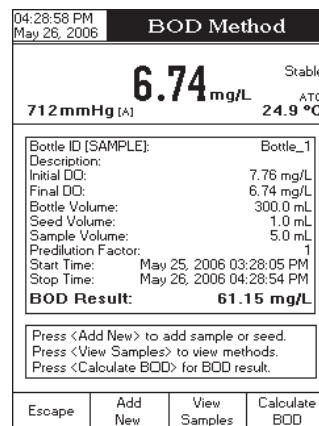 04:28:58 PM
May 26, 2006
BOD Method
6.74 mg/L
Stable
ATC
712mmHg [A]
24.9 °C
Bottle ID [SAMPLE]: Bottle_1
Description:
Initial DO: 7.76 mg/L
Final DO: 6.74 mg/L
Bottle Volume: 300.0 mL
Seed Volume: 1.0 mL
Sample Volume: 5.0 mL
Predilution Factor: 1
Start Time: May 25, 2006 03:28:05 PM
Stop Time: May 26, 2006 04:28:54 PM
BOD Result: 61.15 mg/L
Press <Add New> to add sample or seed.
Press <View Samples> to view methods.
Press <Calculate BOD> for BOD result.
Escape
Add
New
View
Samples
Calculate
BOD